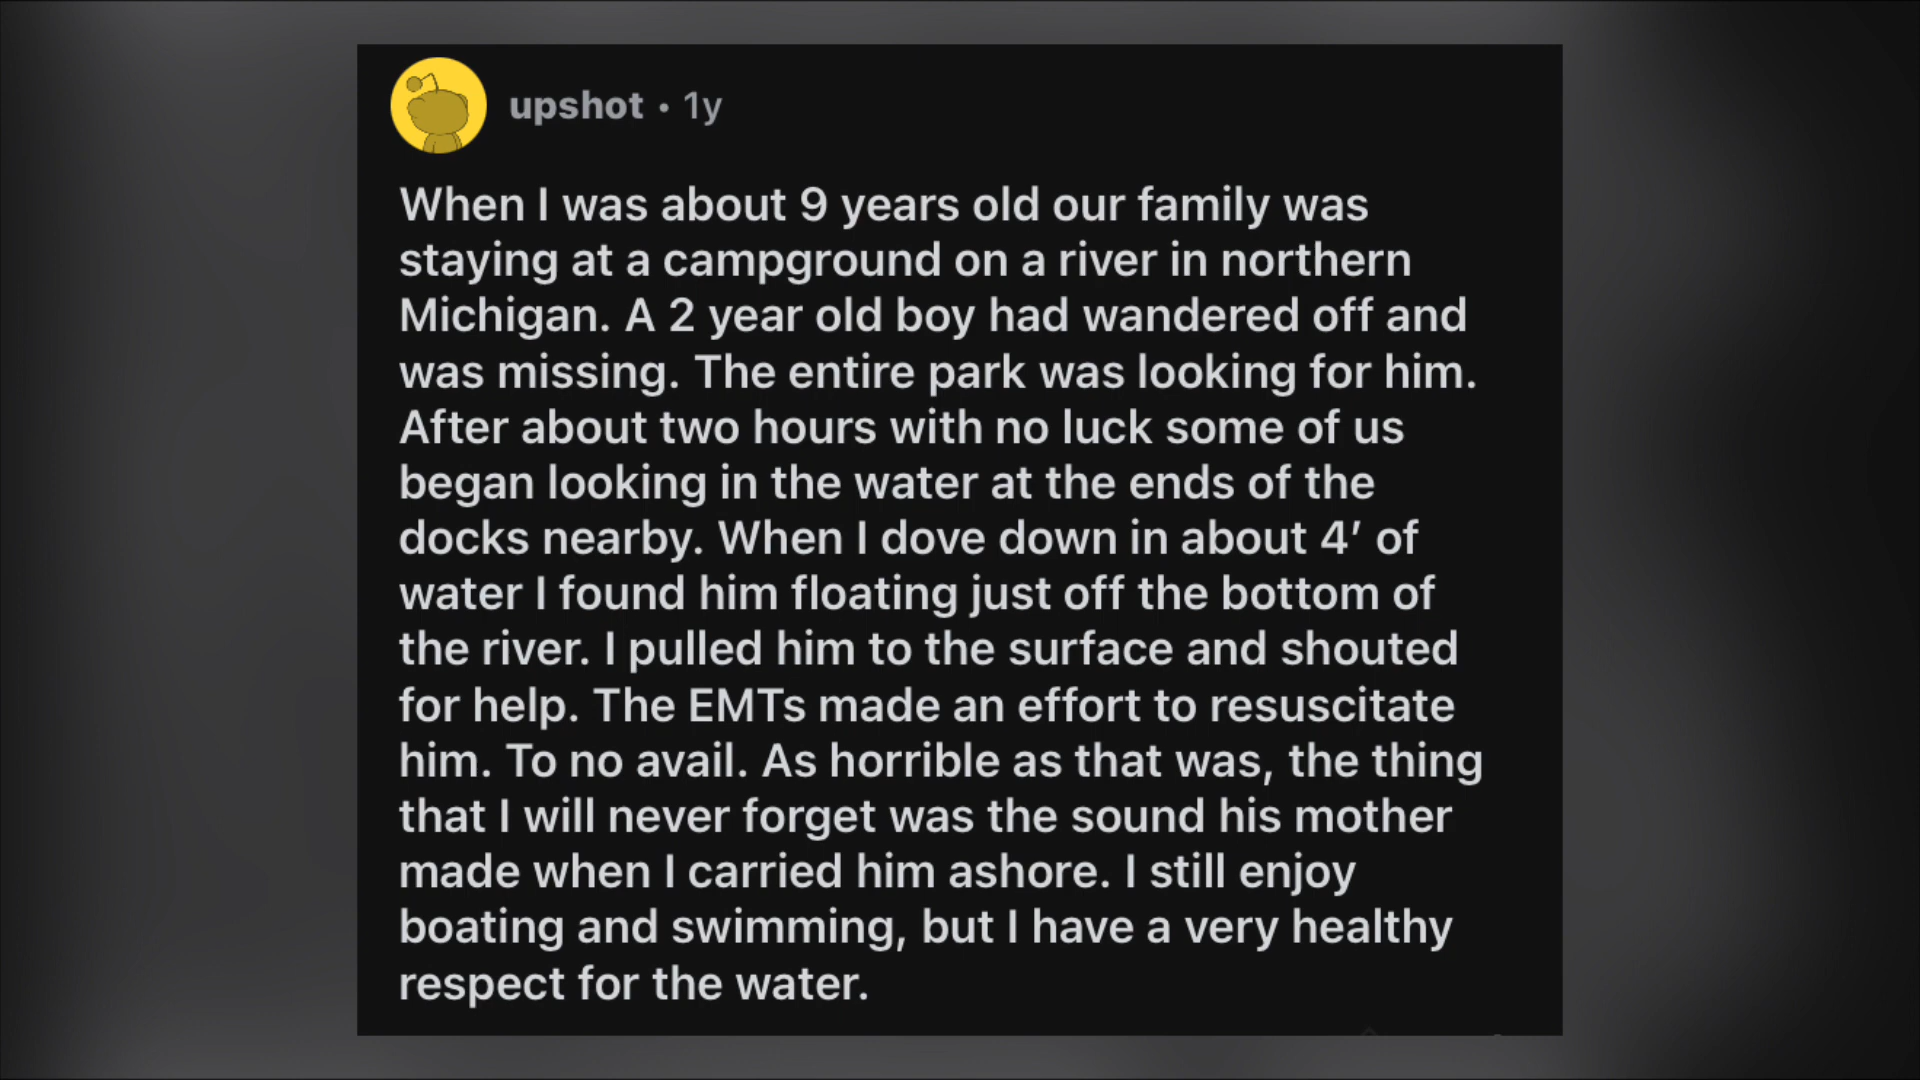 upshot • 1y
When I was about 9 years old our family was
staying at a campground on a river in northern
Michigan. A 2 year old boy had wandered off and
was missing. The entire park was looking for him.
After about two hours with no luck some of us
began looking in the water at the ends of the
docks nearby. When I dove down in about 4’ of
water I found him floating just off the bottom of
the river. I pulled him to the surface and shouted
for help. The EMTs made an effort to resuscitate
him. To no avail. As horrible as that was, the thing
that I will never forget was the sound his mother
made when I carried him ashore. I still enjoy
boating and swimming, but I have a very healthy
respect for the water.